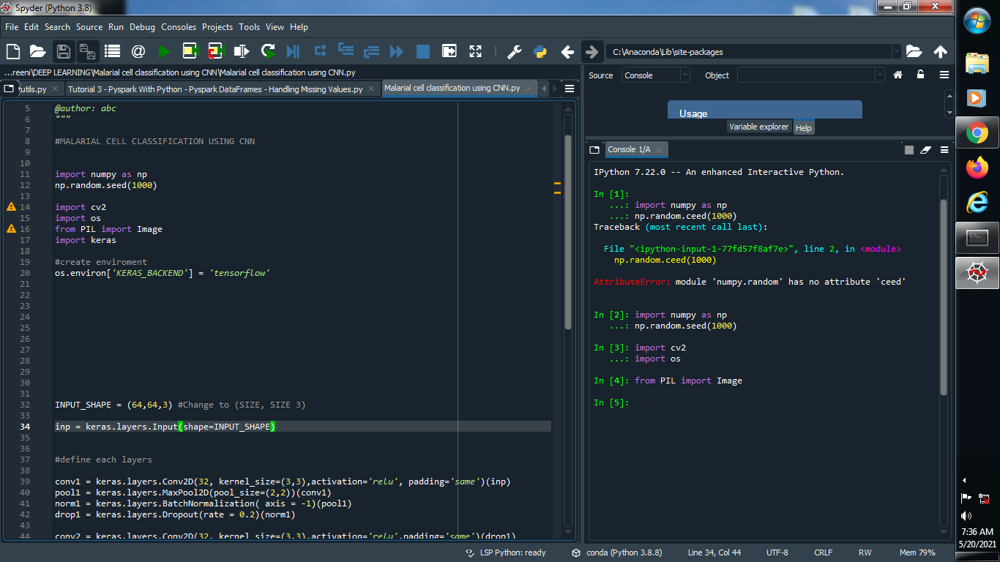 Spyder (Python 3.8)
File Edit Search Source Run Debug Consoles Projects Tools View Help
C:\Anaconda\Lib\site-packages
...reeni\DEEP LEARNING\Malarial cell classification using CNN\Malarial cell classification using CNN.py
utils.py Tutorial 3 - Pyspark With Python - Pyspark DataFrames - Handling Missing Values.py Malarial cell classification using CNN.py
5 @author: abc
6 """
7
8 #MALARIAL CELL CLASSIFICATION USING CNN
9
10
11 import numpy as np
12 np.random.seed(1000)
13
14 import cv2
15 import os
16 from PIL import Image
17 import keras
18
19 #create enviroment
20 os.environ['KERAS_BACKEND'] = 'tensorflow'
21
22
23
24
25
26
27
28
29
30
31
32 INPUT_SHAPE = (64,64,3) #Change to (SIZE, SIZE 3)
33
34 inp = keras.layers.Input(shape=INPUT_SHAPE)
35
36
37 #define each layers
38
39 conv1 = keras.layers.Conv2D(32, kernel_size=(3,3),activation='relu', padding='same')(inp)
40 pool1 = keras.layers.MaxPool2D(pool_size=(2,2))(conv1)
41 norm1 = keras.layers.BatchNormalization( axis = -1)(pool1)
42 drop1 = keras.layers.Dropout(rate = 0.2)(norm1)
43
44 conv2 = keras.layers.Conv2D(32, kernel_size=(3,3),activation='relu',padding='same')(drop1)
Source Console Object
Usage
Variable explorer Help
Console 1/A
IPython 7.22.0 -- An enhanced Interactive Python.
In [1]:
...: import numpy as np
...: np.random.ceed(1000)
Traceback (most recent call last):
File "<ipython-input-1-77fd57f8af7e>", line 2, in <module>
np.random.ceed(1000)
AttributeError: module 'numpy.random' has no attribute 'ceed'
In [2]: import numpy as np
...: np.random.seed(1000)
In [3]: import cv2
...: import os
In [4]: from PIL import Image
In [5]:
LSP Python: ready conda (Python 3.8.8) Line 34, Col 44 UTF-8 CRLF RW Mem 79%
7:36 AM
5/20/2021